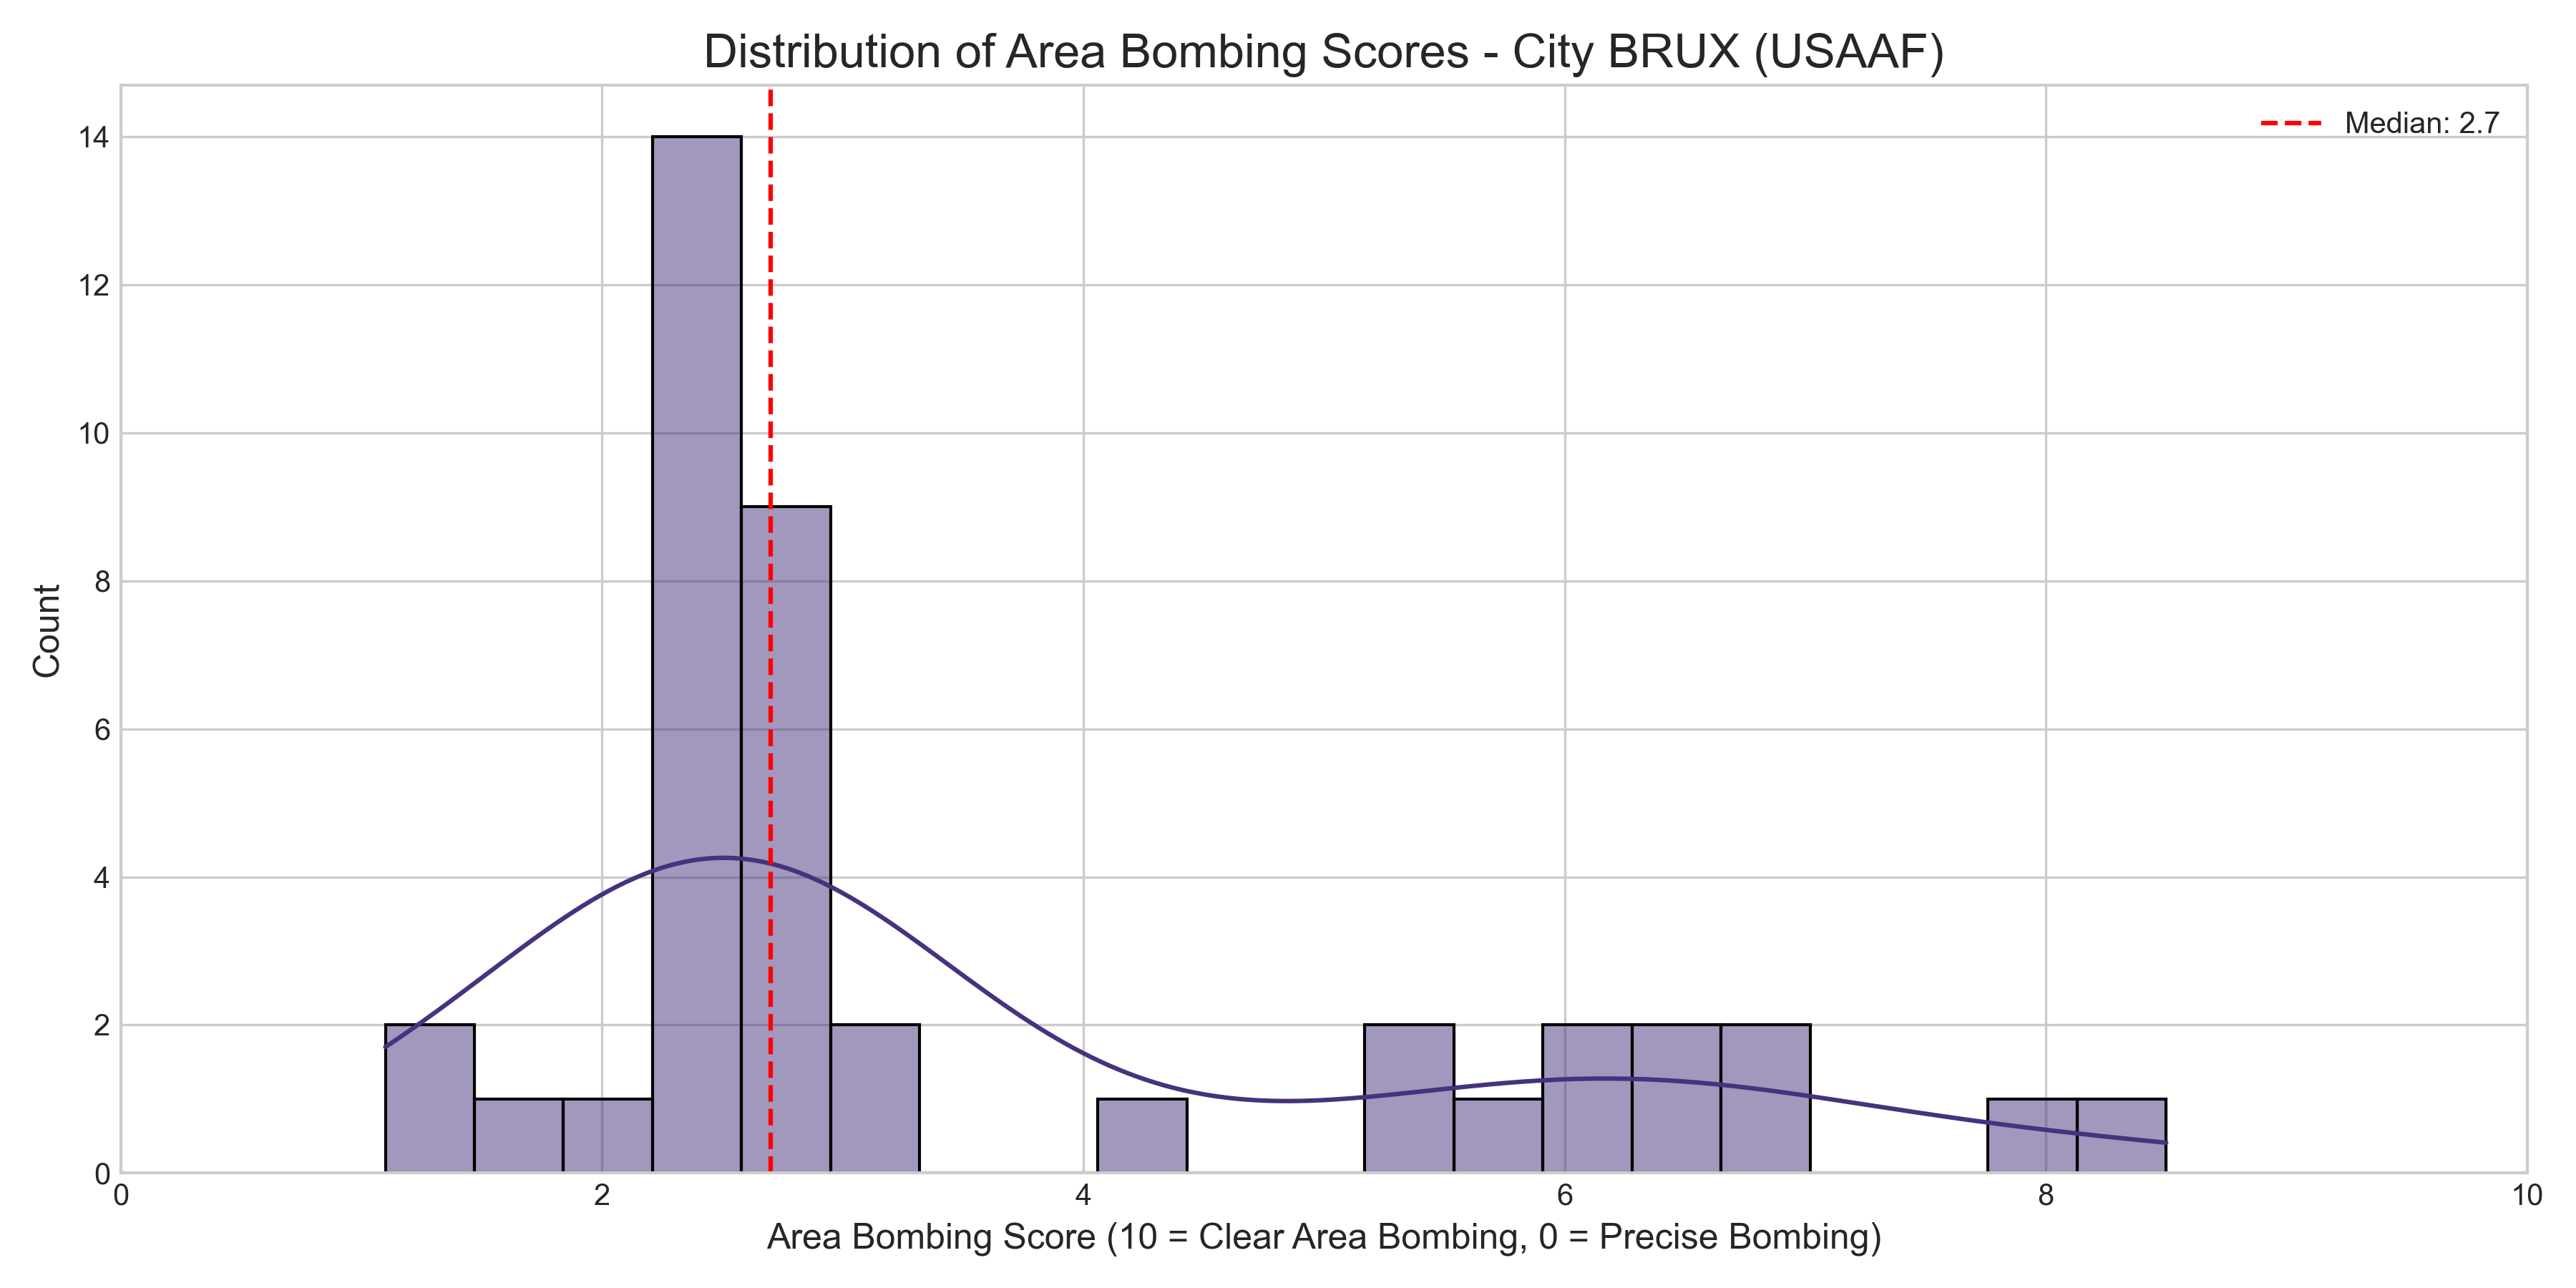 Distribution of Area Bombing Scores - City BRUX (USAAF)
Median: 2.7
14
12
10
8
6
4
2
0
Count
0 2 4 6 8 10
Area Bombing Score (10 = Clear Area Bombing, 0 = Precise Bombing)